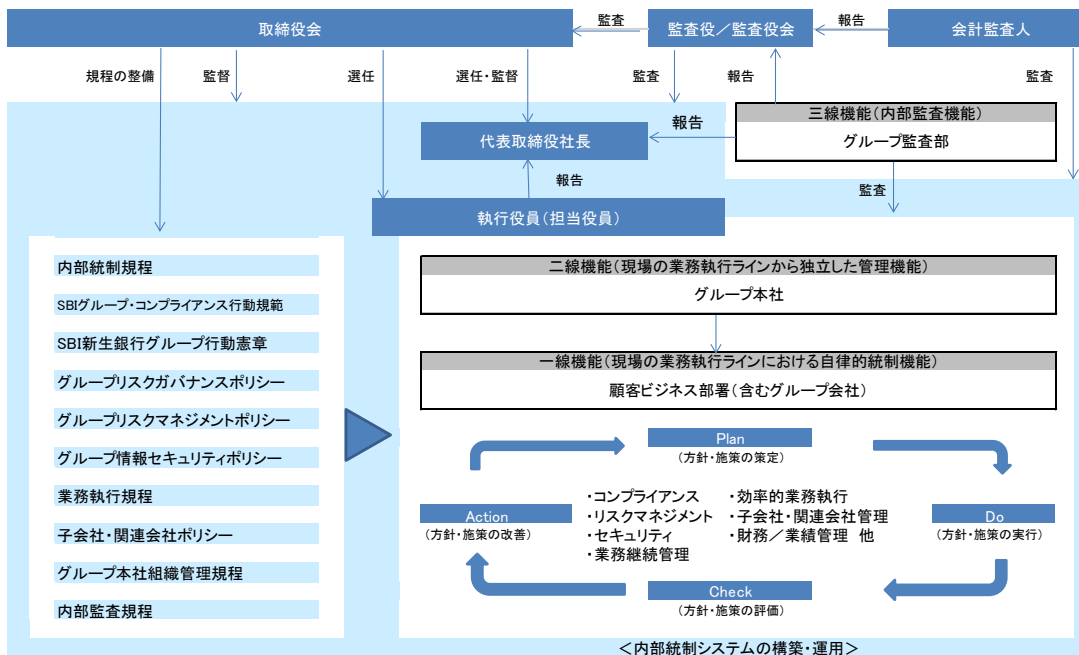 取締役会
監査
監査役／監査役会
報告
会計監査人
規程の整備
監督
選任
選任・監督
監査
報告
監査
三線機能（内部監査機能）
グループ監査部
報告
代表取締役社長
報告
監査
執行役員（担当役員）
内部統制規程
SBIグループ・コンプライアンス行動規範
SBI新生銀行グループ行動憲章
グループリスクガバナンスポリシー
グループリスクマネジメントポリシー
グループ情報セキュリティポリシー
業務執行規程
子会社・関連会社ポリシー
グループ本社組織管理規程
内部監査規程
二線機能（現場の業務執行ラインから独立した管理機能）
グループ本社
一線機能（現場の業務執行ラインにおける自律的統制機能）
顧客ビジネス部署（含むグループ会社）
Plan
（方針・施策の策定）
Action
（方針・施策の改善）
・コンプライアンス
・リスクマネジメント
・セキュリティ
・業務継続管理
・効率的業務執行
・子会社・関連会社管理
・財務／業績管理 他
Do
（方針・施策の実行）
Check
（方針・施策の評価）
＜内部統制システムの構築・運用＞